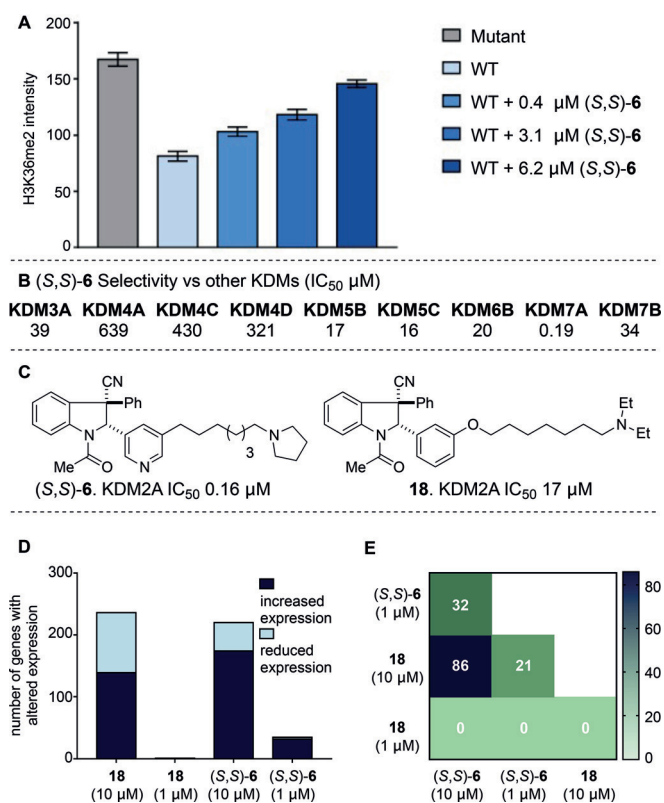 A
H3K36me2 intensity
200
150
100
50
0
Mutant
WT
WT + 0.4 μM (S,S)-6
WT + 3.1 μM (S,S)-6
WT + 6.2 μM (S,S)-6
B (S,S)-6 Selectivity vs other KDMs (IC50 μM)
KDM3A KDM4A KDM4C KDM4D KDM5B KDM5C KDM6B KDM7A KDM7B
39 639 430 321 17 16 20 0.19 34
C
CN
Ph
N
Me
O
N
3
N
(S,S)-6. KDM2A IC50 0.16 μM
CN
Ph
N
Me
O
O
Et
N
Et
18. KDM2A IC50 17 μM
D
number of genes with
altered expression
300
200
100
0
increased
expression
reduced
expression
18
(10 μM)
18
(1 μM)
(S,S)-6
(10 μM)
(S,S)-6
(1 μM)
E
(S,S)-6
(1 μM)
18
(10 μM)
18
(1 μM)
32
86 21
0 0 0
(S,S)-6
(10 μM)
(S,S)-6
(1 μM)
18
(10 μM)
80
60
40
20
0